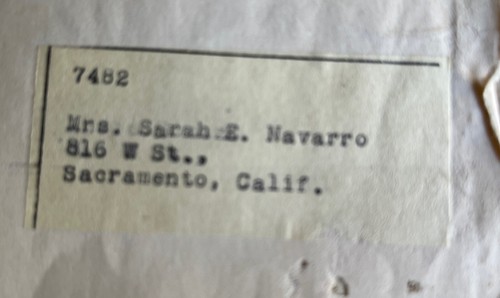 7482
Mrs. Sarah E. Navarro
816 W St.,
Sacramento, Calif.